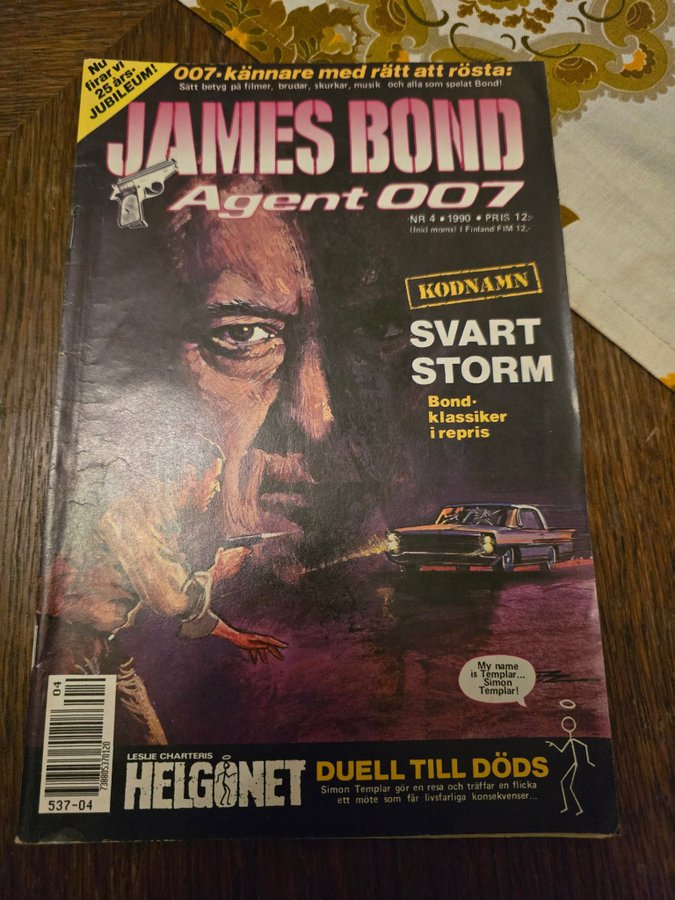 Nu
firar vi
25 års-
JUBILEUM!
007-kännare med rätt att rösta:
Sätt betyg på filmer, brudar, skurkar, musik och alla som spelat Bond!
JAMES BOND
Agent 007
NR 4 • 1990 • PRIS 12:-
(Inkl moms) I Finland FIM 12,-
KODNAMN
SVART
STORM
Bond-
klassiker
i repris
My name
is Templar...
Simon
Templar!
04
7388053701​20
537-04
LESLIE CHARTERIS
HELGONET
DUELL TILL DÖDS
Simon Templar gör en resa och träffar en flicka
ett möte som får livsfarliga konsekvenser...